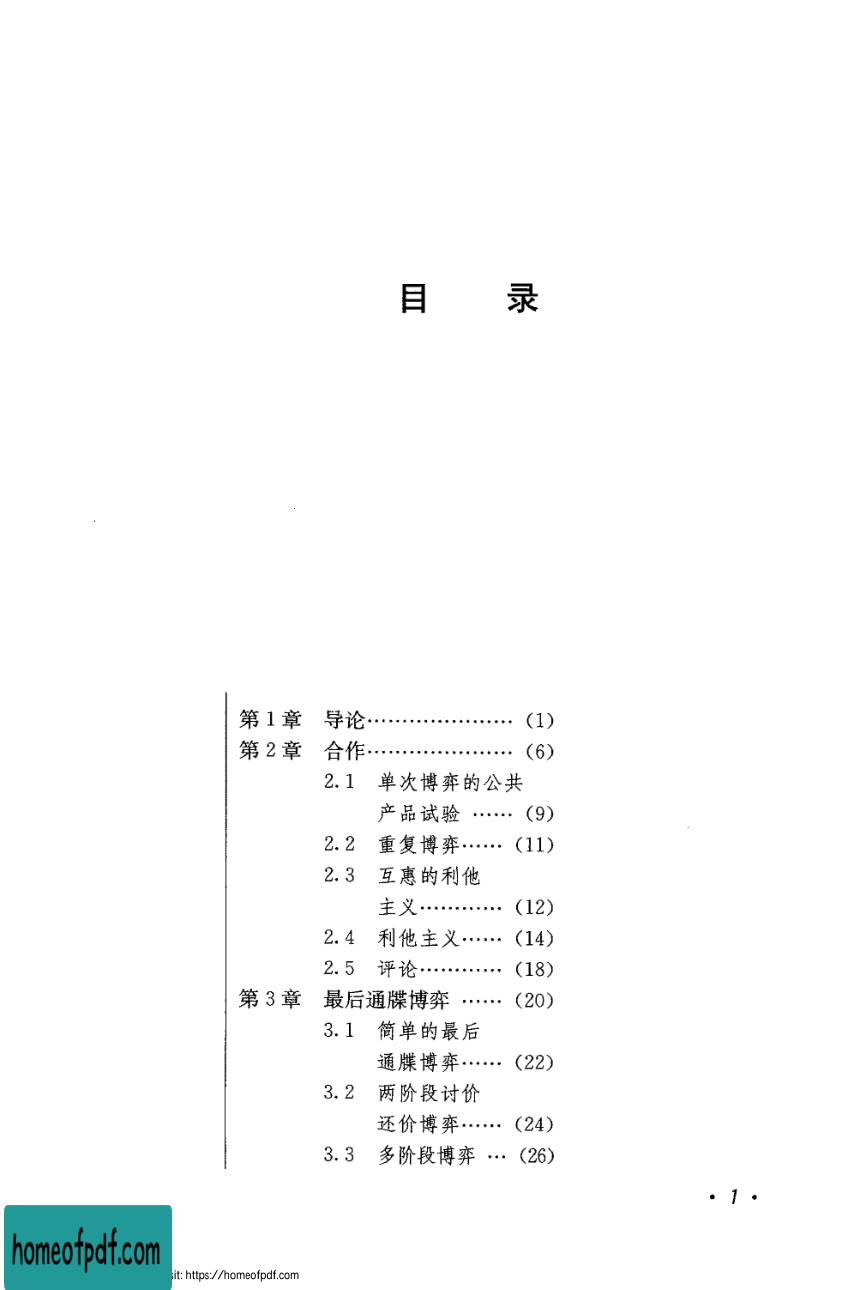 目 录
第1章 导论………………… (1)
第2章 合作………………… (6)
2.1 单次博弈的公共
产品试验 …… (9)
2.2 重复博弈…… (11)
2.3 互惠的利他
主义………… (12)
2.4 利他主义…… (14)
2.5 评论………… (18)
第3章 最后通牒博弈 …… (20)
3.1 简单的最后
通牒博弈…… (22)
3.2 两阶段讨价
还价博弈…… (24)
3.3 多阶段博弈 … (26)
· 1 ·
homeofpdf.com
sit: https://homeofpdf.com